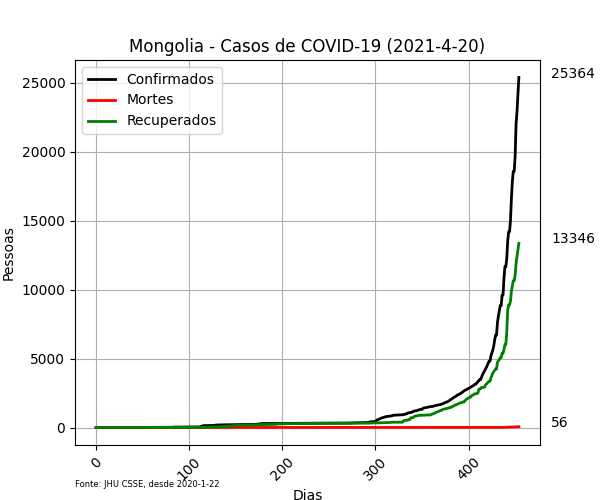 Mongolia - Casos de COVID-19 (2021-4-20)
Confirmados
Mortes
Recuperados
25364
13346
56
25000
20000
15000
10000
5000
0
Pessoas
0
100
200
300
400
Dias
Fonte: JHU CSSE, desde 2020-1-22